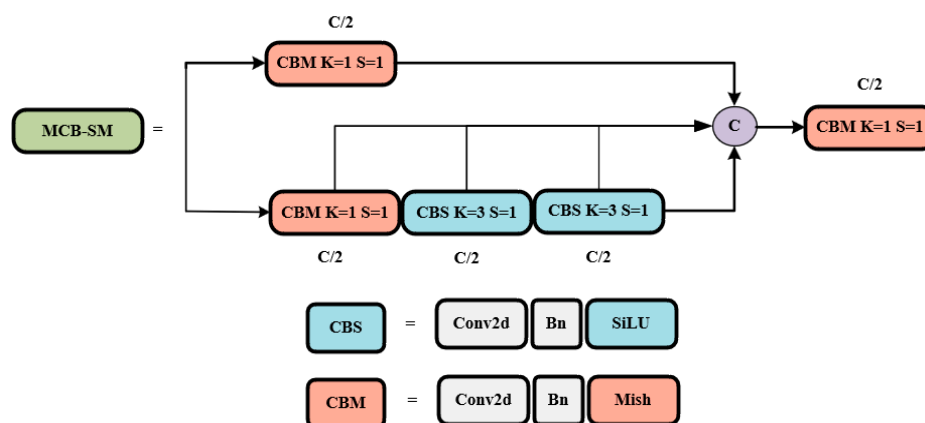 C/2
CBM K=1 S=1
C/2
MCB-SM =
C
CBM K=1 S=1
CBM K=1 S=1 CBS K=3 S=1 CBS K=3 S=1
C/2 C/2 C/2
CBS = Conv2d Bn SiLU
CBM = Conv2d Bn Mish